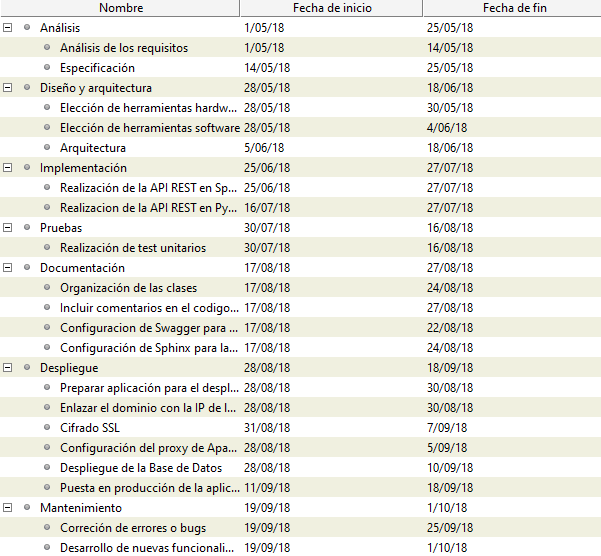 Nombre Fecha de inicio Fecha de fin
Análisis 1/05/18 25/05/18
Análisis de los requisitos 1/05/18 14/05/18
Especificación 14/05/18 25/05/18
Diseño y arquitectura 28/05/18 18/06/18
Elección de herramientas hardw... 28/05/18 30/05/18
Elección de herramientas software 28/05/18 4/06/18
Arquitectura 5/06/18 18/06/18
Implementación 25/06/18 27/07/18
Realización de la API REST en Sp... 25/06/18 27/07/18
Realizacion de la API REST en Py... 16/07/18 27/07/18
Pruebas 30/07/18 16/08/18
Realización de test unitarios 30/07/18 16/08/18
Documentación 17/08/18 27/08/18
Organización de las clases 17/08/18 24/08/18
Incluir comentarios en el codigo... 17/08/18 27/08/18
Configuracion de Swagger para ... 17/08/18 22/08/18
Configuración de Sphinx para la... 17/08/18 24/08/18
Despliegue 28/08/18 18/09/18
Preparar aplicación para el despl... 28/08/18 30/08/18
Enlazar el dominio con la IP de l... 28/08/18 30/08/18
Cifrado SSL 31/08/18 7/09/18
Configuración del proxy de Apa... 28/08/18 5/09/18
Despliegue de la Base de Datos 28/08/18 10/09/18
Puesta en producción de la aplic... 11/09/18 18/09/18
Mantenimiento 19/09/18 1/10/18
Correción de errores o bugs 19/09/18 25/09/18
Desarrollo de nuevas funcionali... 19/09/18 1/10/18